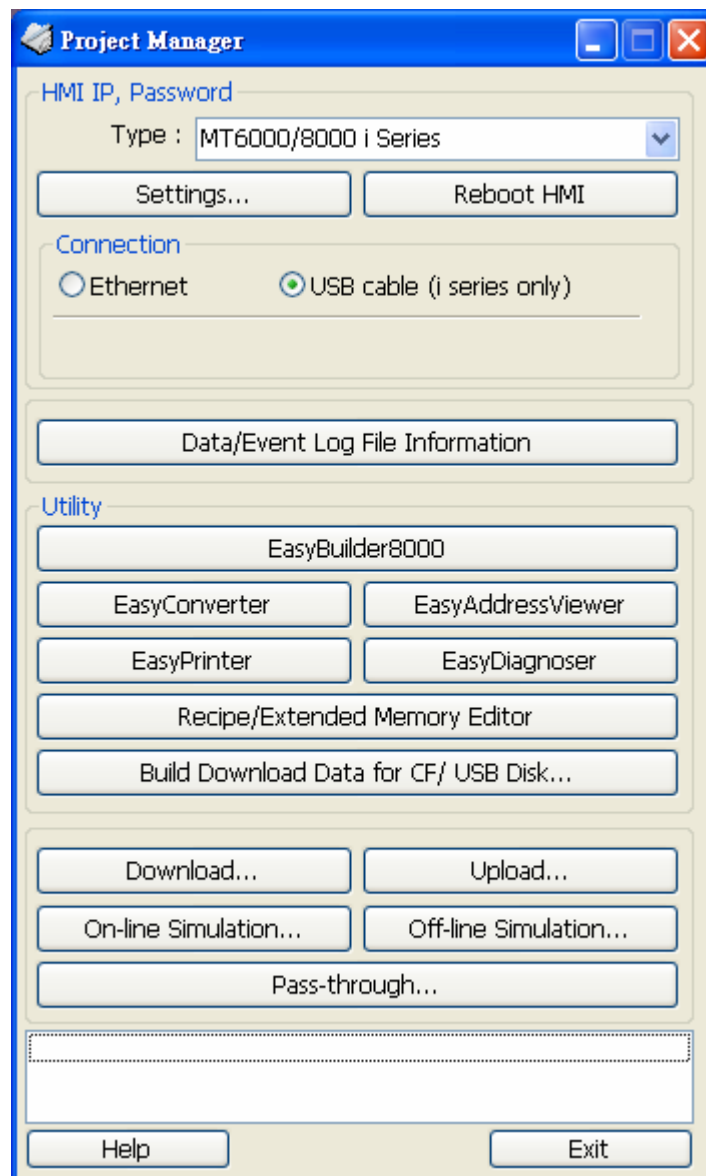 Project Manager
HMI IP, Password
Type : MT6000/8000 i Series
Settings... Reboot HMI
Connection
Ethernet USB cable (i series only)
Data/Event Log File Information
Utility
EasyBuilder8000
EasyConverter EasyAddressViewer
EasyPrinter EasyDiagnoser
Recipe/Extended Memory Editor
Build Download Data for CF/ USB Disk...
Download... Upload...
On-line Simulation... Off-line Simulation...
Pass-through...
Help Exit